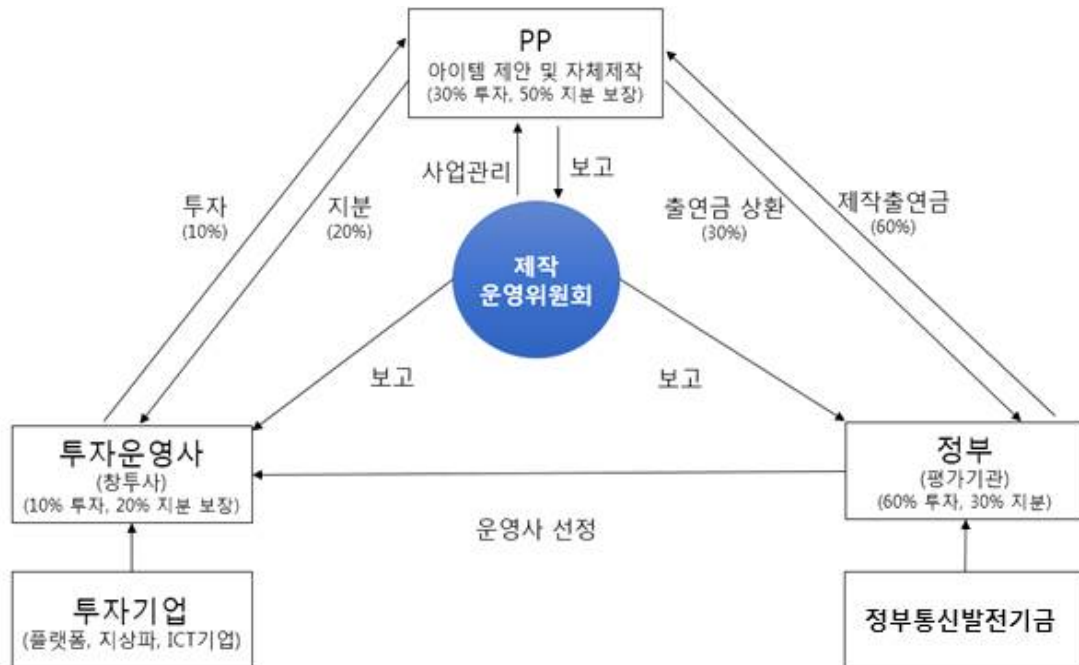 PP
아이템 제안 및 자체제작
(30% 투자, 50% 지분 보장)
사업관리
보고
투자
(10%)
지분
(20%)
출연금 상환
(30%)
제작출연금
(60%)
제작
운영위원회
보고
보고
투자운영사
(창투사)
(10% 투자, 20% 지분 보장)
정부
(평가기관)
(60% 투자, 30% 지분)
운영사 선정
투자기업
(플랫폼, 지상파, ICT기업)
정부통신발전기금